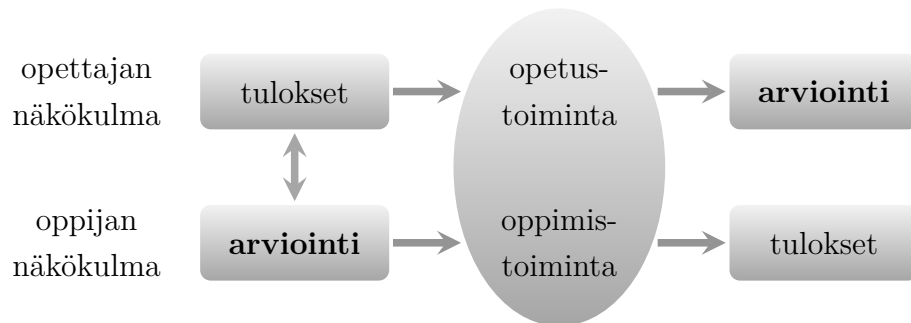 opettajan
näkökulma
tulokset
opetus-
toiminta
arviointi
oppijan
näkökulma
arviointi
oppimis-
toiminta
tulokset